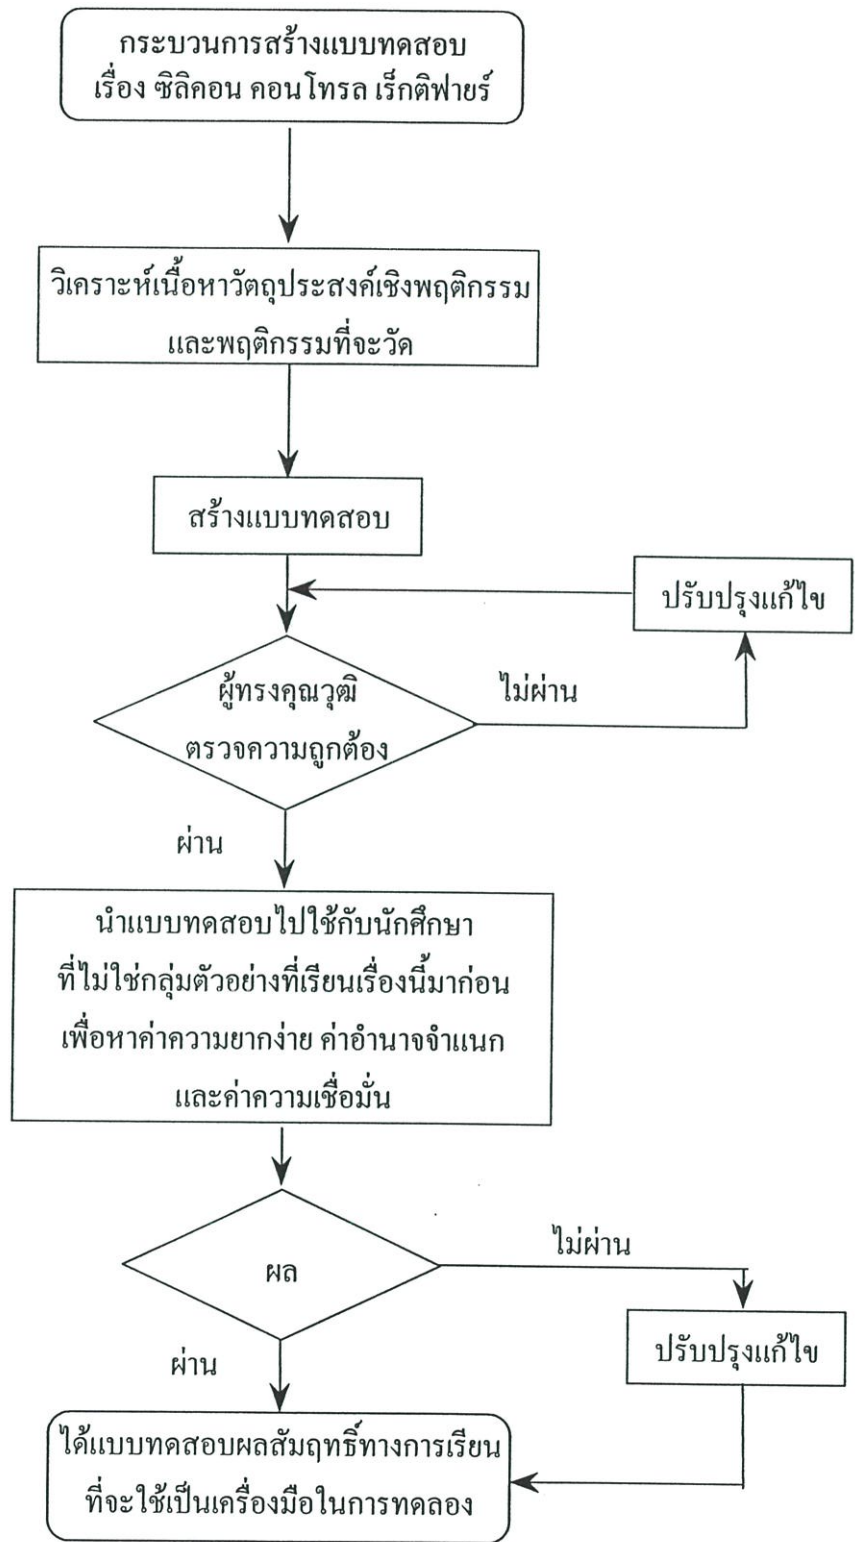 กระบวนการสร้างแบบทดสอบ
เรื่อง ซิลิคอน คอนโทรล เร็กติฟายร์
วิเคราะห์เนื้อหาวัตถุประสงค์เชิงพฤติกรรม
และพฤติกรรมที่จะวัด
สร้างแบบทดสอบ
ปรับปรุงแก้ไข
ผู้ทรงคุณวุฒิ
ตรวจความถูกต้อง
ไม่ผ่าน
ผ่าน
นำแบบทดสอบไปใช้กับนักศึกษา
ที่ไม่ใช่กลุ่มตัวอย่างที่เรียนเรื่องนี้มาก่อน
เพื่อหาค่าความยากง่าย ค่าอำนาจจำแนก
และค่าความเชื่อมั่น
ผล
ไม่ผ่าน
ปรับปรุงแก้ไข
ผ่าน
ได้แบบทดสอบผลสัมฤทธิ์ทางการเรียน
ที่จะใช้เป็นเครื่องมือในการทดลอง